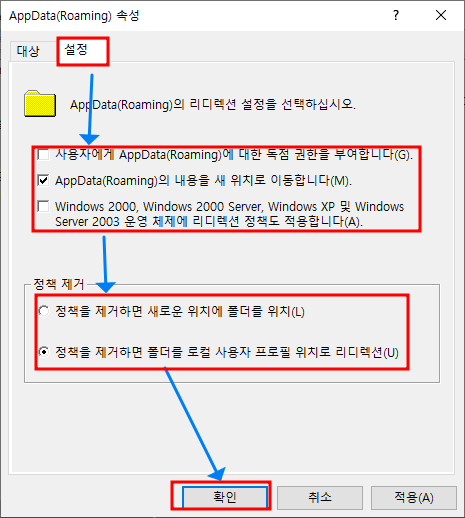 AppData(Roaming) 속성
대상
설정
AppData(Roaming)의 리디렉션 설정을 선택하십시오.
사용자에게 AppData(Roaming)에 대한 독점 권한을 부여합니다(G).
AppData(Roaming)의 내용을 새 위치로 이동합니다(M).
Windows 2000, Windows 2000 Server, Windows XP 및 Windows
Server 2003 운영 체제에 리디렉션 정책도 적용합니다(A).
정책 제거
정책을 제거하면 새로운 위치에 폴더를 위치(L)
정책을 제거하면 폴더를 로컬 사용자 프로필 위치로 리디렉션(U)
확인
취소
적용(A)